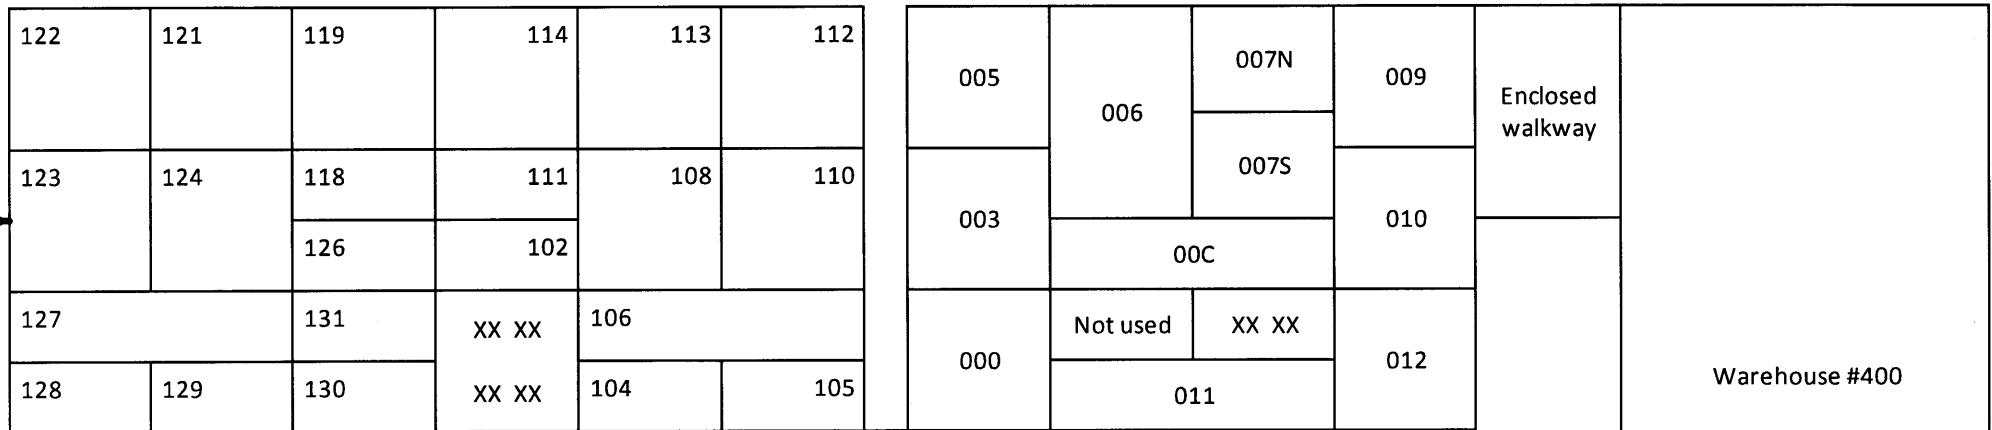 122 121 119 114 113 112
123 124 118 111 108 110
126 102
127 131 XX XX 106
128 129 130 XX XX 104 105
005 006 007N 009 Enclosed
walkway
007S
003 00C 010
000 Not used XX XX 012
011
Warehouse #400